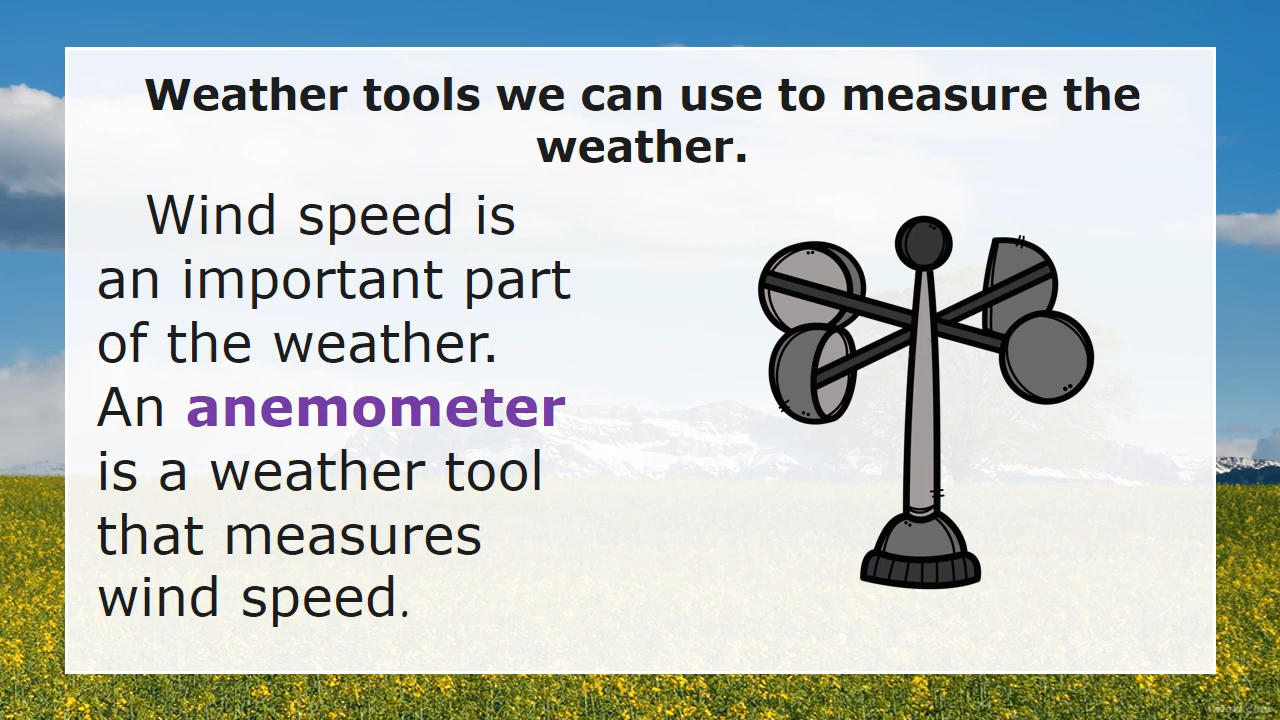 Weather tools we can use to measure the
weather.
Wind speed is
an important part
of the weather.
An anemometer
is a weather tool
that measures
wind speed.